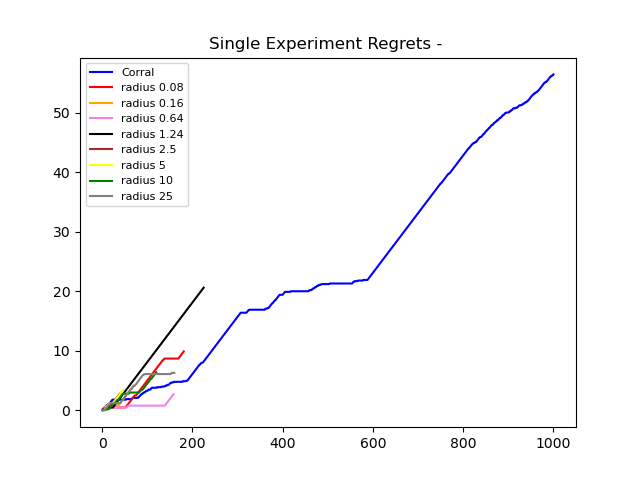 Single Experiment Regrets -
Corral
radius 0.08
radius 0.16
radius 0.64
radius 1.24
radius 2.5
radius 5
radius 10
radius 25
50
40
30
20
10
0
0 200 400 600 800 1000